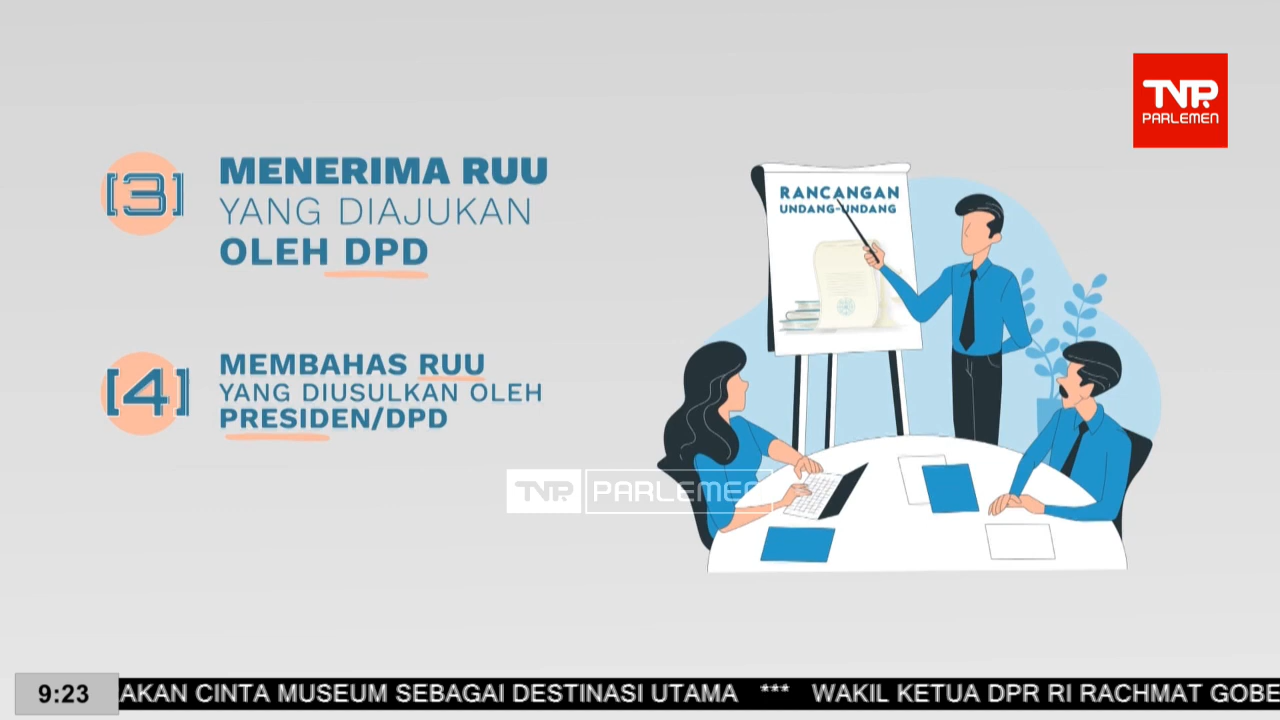 TVR
PARLEMEN
[3]
MENERIMA RUU
YANG DIAJUKAN
OLEH DPD
[4]
MEMBAHAS RUU
YANG DIUSULKAN OLEH
PRESIDEN/DPD
RANCANGAN
UNDANG-UNDANG
TVR PARLEMEN
9:23 AKAN CINTA MUSEUM SEBAGAI DESTINASI UTAMA *** WAKIL KETUA DPR RI RACHMAT GOBE